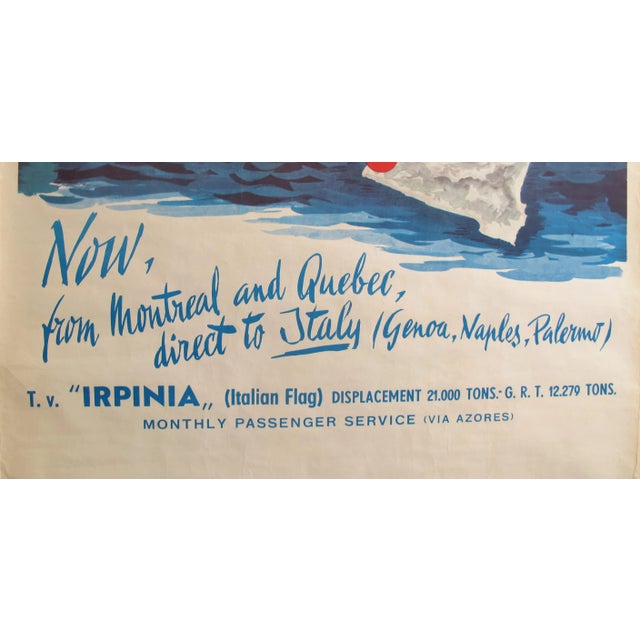 Now,
from Montreal and Quebec,
direct to Italy (Genoa, Naples, Palermo)
T. v. "IRPINIA„ (Italian Flag) DISPLACEMENT 21.000 TONS.- G. R. T. 12.279 TONS.
MONTHLY PASSENGER SERVICE (VIA AZORES)